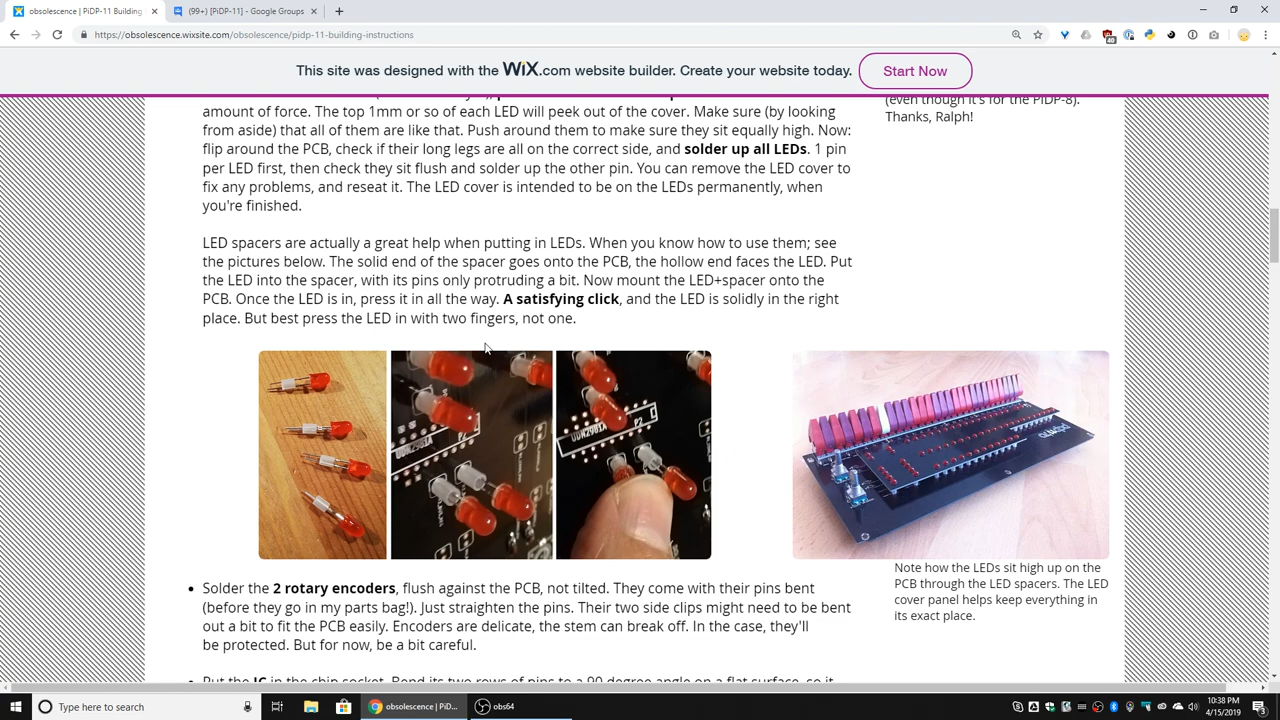 obsolescence | PiDP-11 Building
(99+) [PiDP-11] - Google Groups
https://obsolescence.wixsite.com/obsolescence/pidp-11-building-instructions
40
This site was designed with the WiX.com website builder. Create your website today.
Start Now
amount of force. The top 1mm or so of each LED will peek out of the cover. Make sure (by looking
from aside) that all of them are like that. Push around them to make sure they sit equally high. Now:
flip around the PCB, check if their long legs are all on the correct side, and solder up all LEDs. 1 pin
per LED first, then check they sit flush and solder up the other pin. You can remove the LED cover to
fix any problems, and reseat it. The LED cover is intended to be on the LEDs permanently, when
you're finished.
(even though it's for the PiDP-8).
Thanks, Ralph!
LED spacers are actually a great help when putting in LEDs. When you know how to use them; see
the pictures below. The solid end of the spacer goes onto the PCB, the hollow end faces the LED. Put
the LED into the spacer, with its pins only protruding a bit. Now mount the LED+spacer onto the
PCB. Once the LED is in, press it in all the way. A satisfying click, and the LED is solidly in the right
place. But best press the LED in with two fingers, not one.
UDN2981A
UDN2981A P2
Note how the LEDs sit high up on the
PCB through the LED spacers. The LED
cover panel helps keep everything in
its exact place.
Solder the 2 rotary encoders, flush against the PCB, not tilted. They come with their pins bent
(before they go in my parts bag!). Just straighten the pins. Their two side clips might need to be bent
out a bit to fit the PCB easily. Encoders are delicate, the stem can break off. In the case, they'll
be protected. But for now, be a bit careful.
Put the IC in the chip socket. Bend its two rows of pins to a 90 degree angle on a flat surface, so it
Type here to search
obsolescence | PiD...
obs64
10:38 PM
4/15/2019